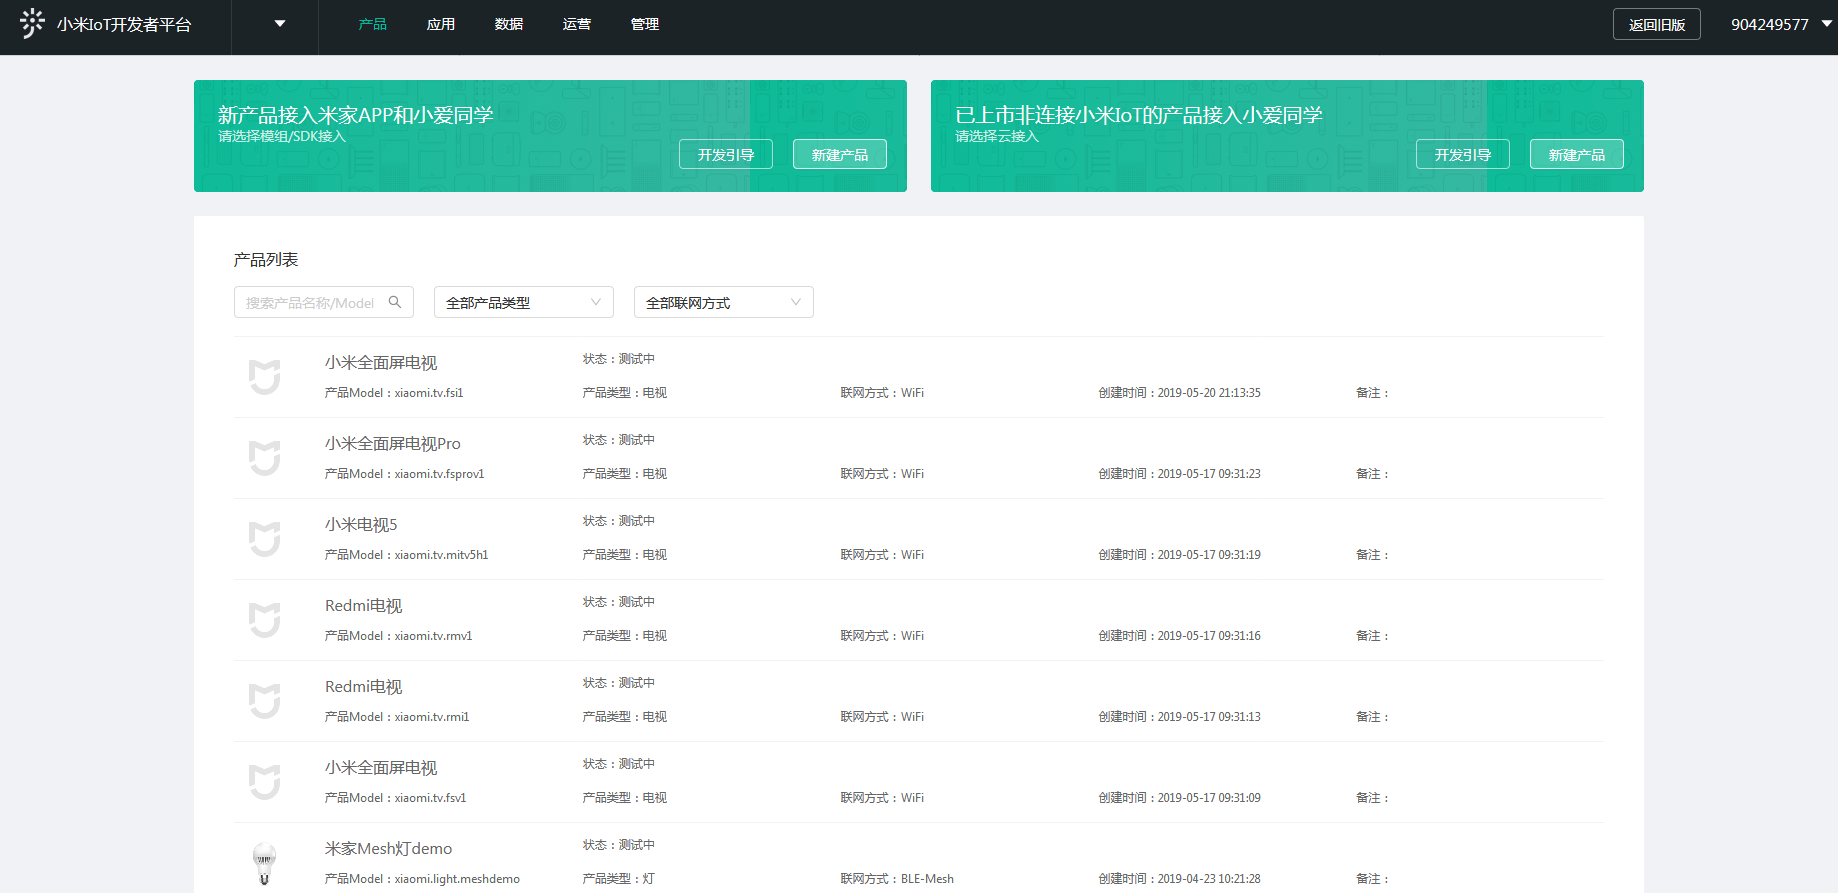 小米IoT开发者平台
产品 应用 数据 运营 管理
返回旧版 904249577
新产品接入米家APP和小爱同学
请选择模组/SDK接入
开发引导 新建产品
已上市非连接小米IoT的产品接入小爱同学
请选择云接入
开发引导 新建产品
产品列表
搜索产品名称/Model 全部产品类型 全部联网方式
小米全面屏电视 状态：测试中
产品Model：xiaomi.tv.fsi1 产品类型：电视 联网方式：WiFi 创建时间：2019-05-20 21:13:35 备注：
小米全面屏电视Pro 状态：测试中
产品Model：xiaomi.tv.fsprov1 产品类型：电视 联网方式：WiFi 创建时间：2019-05-17 09:31:23 备注：
小米电视5 状态：测试中
产品Model：xiaomi.tv.mitv5h1 产品类型：电视 联网方式：WiFi 创建时间：2019-05-17 09:31:19 备注：
Redmi电视 状态：测试中
产品Model：xiaomi.tv.rmv1 产品类型：电视 联网方式：WiFi 创建时间：2019-05-17 09:31:16 备注：
Redmi电视 状态：测试中
产品Model：xiaomi.tv.rmi1 产品类型：电视 联网方式：WiFi 创建时间：2019-05-17 09:31:13 备注：
小米全面屏电视 状态：测试中
产品Model：xiaomi.tv.fsv1 产品类型：电视 联网方式：WiFi 创建时间：2019-05-17 09:31:09 备注：
米家Mesh灯demo 状态：测试中
产品Model：xiaomi.light.meshdemo 产品类型：灯 联网方式：BLE-Mesh 创建时间：2019-04-23 10:21:28 备注：